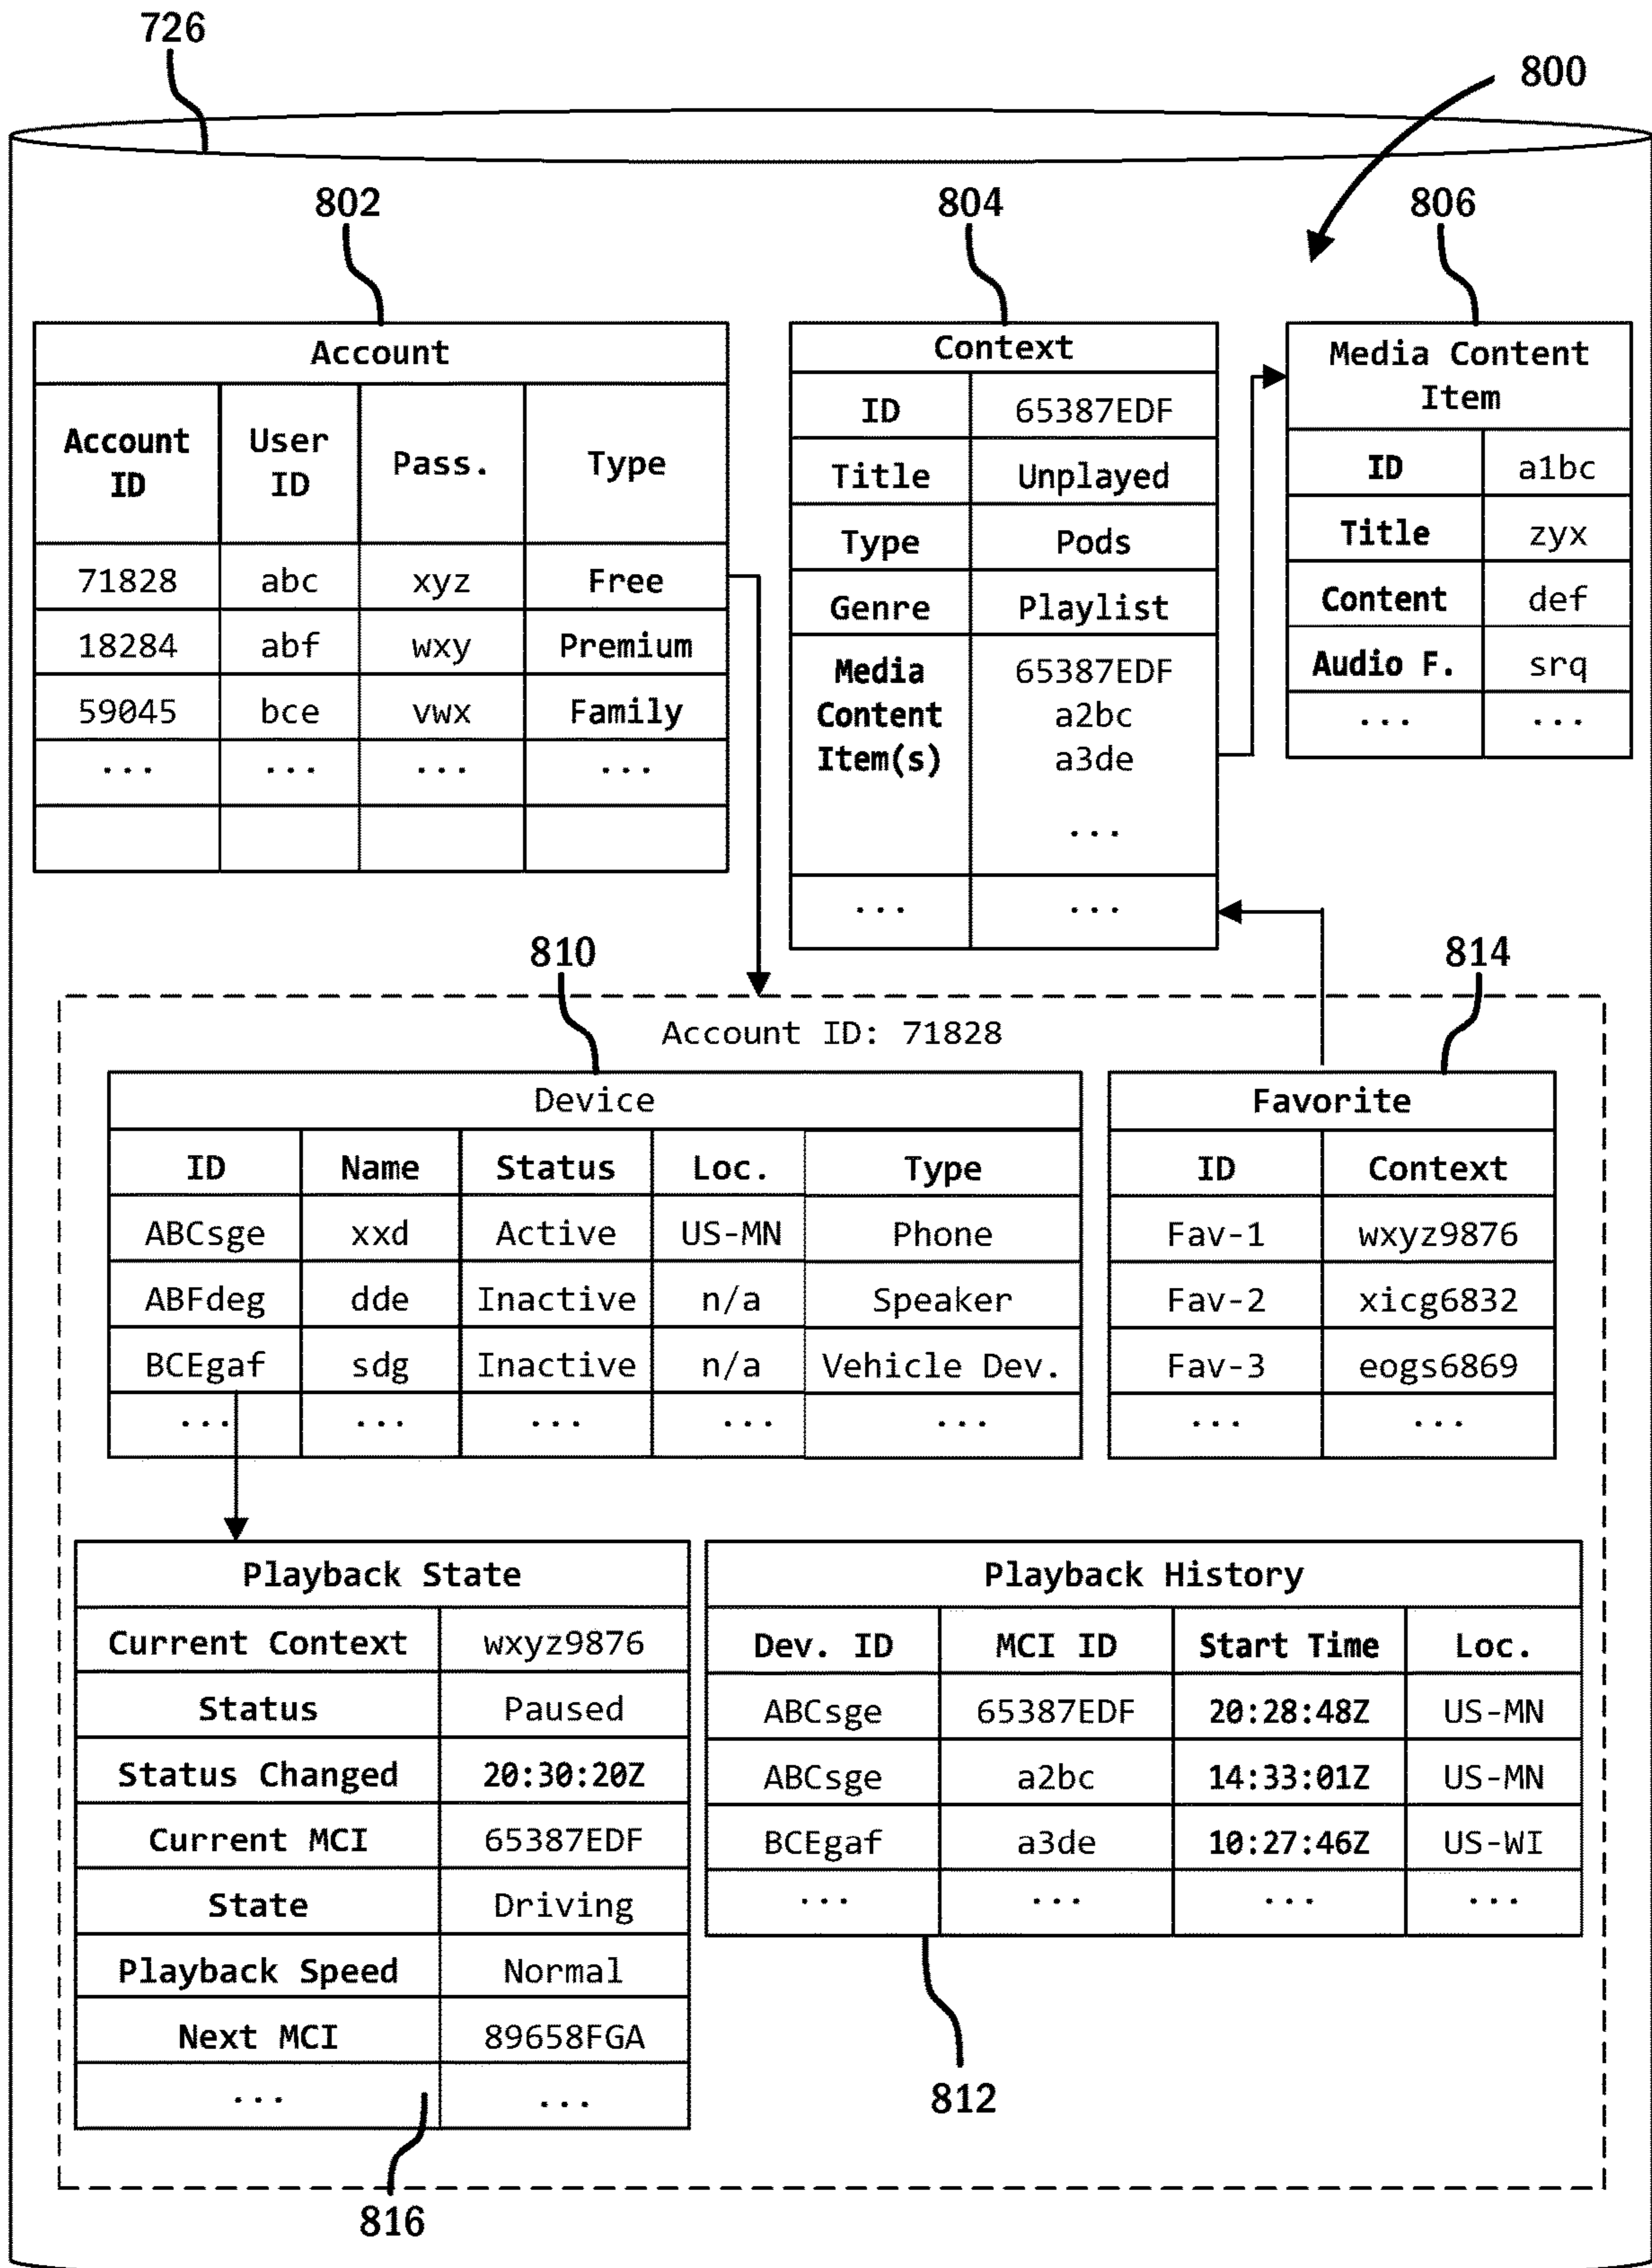 726
800
802
804
806
Account
Account ID User ID Pass. Type
71828 abc xyz Free
18284 abf wxy Premium
59045 bce vwx Family
... ... ... ...
Context
ID 65387EDF
Title Unplayed
Type Pods
Genre Playlist
Media 65387EDF
Content a2bc
Item(s) a3de
...
... ...
Media Content
Item
ID a1bc
Title zyx
Content def
Audio F. srq
... ...
810
814
Account ID: 71828
Device
ID Name Status Loc. Type
ABCsge xxd Active US-MN Phone
ABFdeg dde Inactive n/a Speaker
BCEgaf sdg Inactive n/a Vehicle Dev.
... ... ... ... ...
Favorite
ID Context
Fav-1 wxyz9876
Fav-2 xicg6832
Fav-3 eogs6869
... ...
Playback State
Current Context wxyz9876
Status Paused
Status Changed 20:30:20Z
Current MCI 65387EDF
State Driving
Playback Speed Normal
Next MCI 89658FGA
... ...
Playback History
Dev. ID MCI ID Start Time Loc.
ABCsge 65387EDF 20:28:48Z US-MN
ABCsge a2bc 14:33:01Z US-MN
BCEgaf a3de 10:27:46Z US-WI
... ... ... ...
812
816